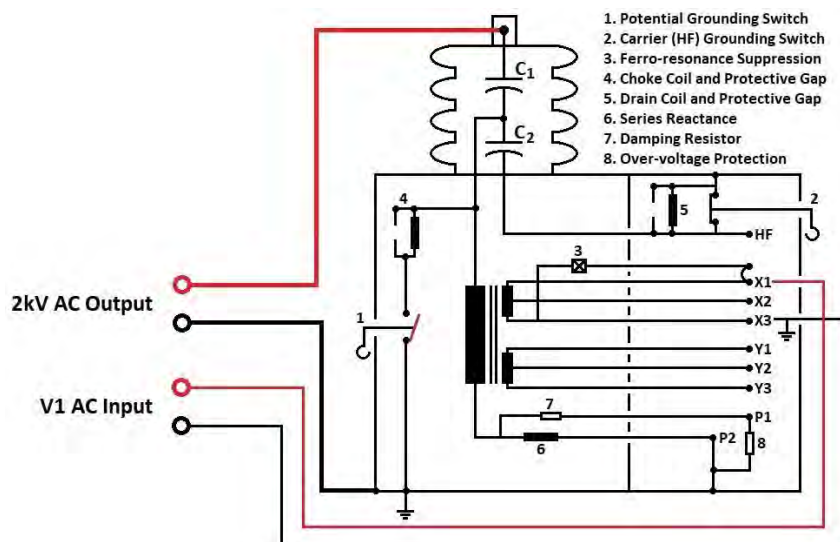 1. Potential Grounding Switch
2. Carrier (HF) Grounding Switch
3. Ferro-resonance Suppression
4. Choke Coil and Protective Gap
5. Drain Coil and Protective Gap
6. Series Reactance
7. Damping Resistor
8. Over-voltage Protection
C1
C2
4
5
2
HF
3
X1
2kV AC Output
X2
1
X3
Y1
Y2
V1 AC Input
Y3
7
P1
P2
8
6